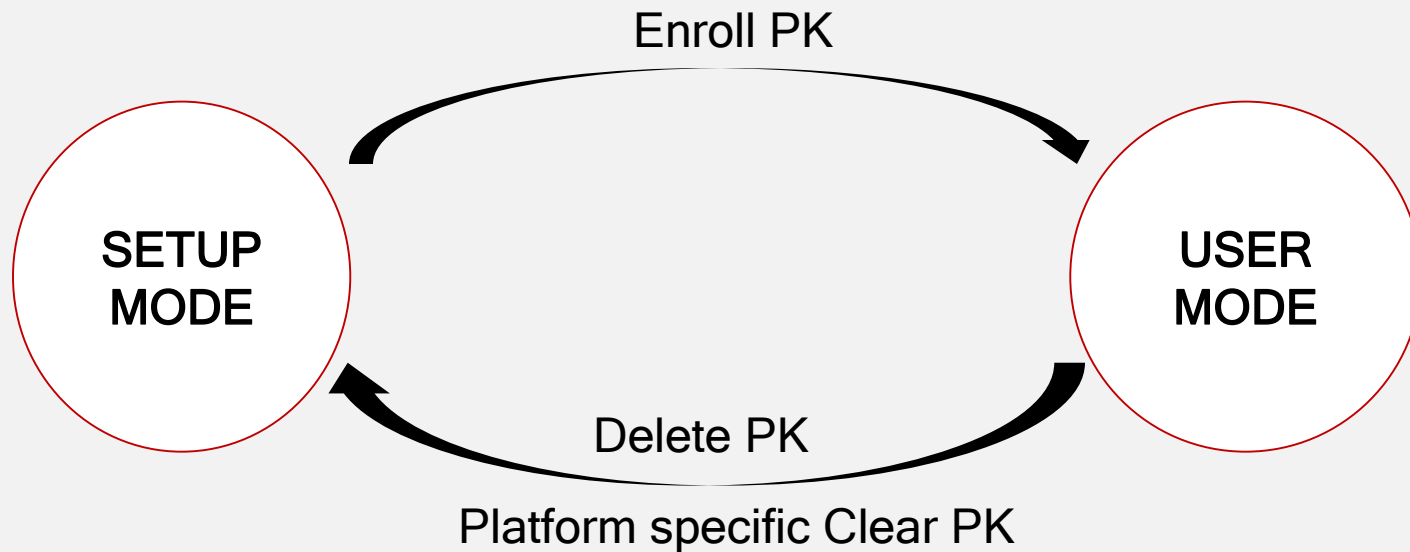 Enroll PK
SETUP
MODE
USER
MODE
Delete PK
Platform specific Clear PK